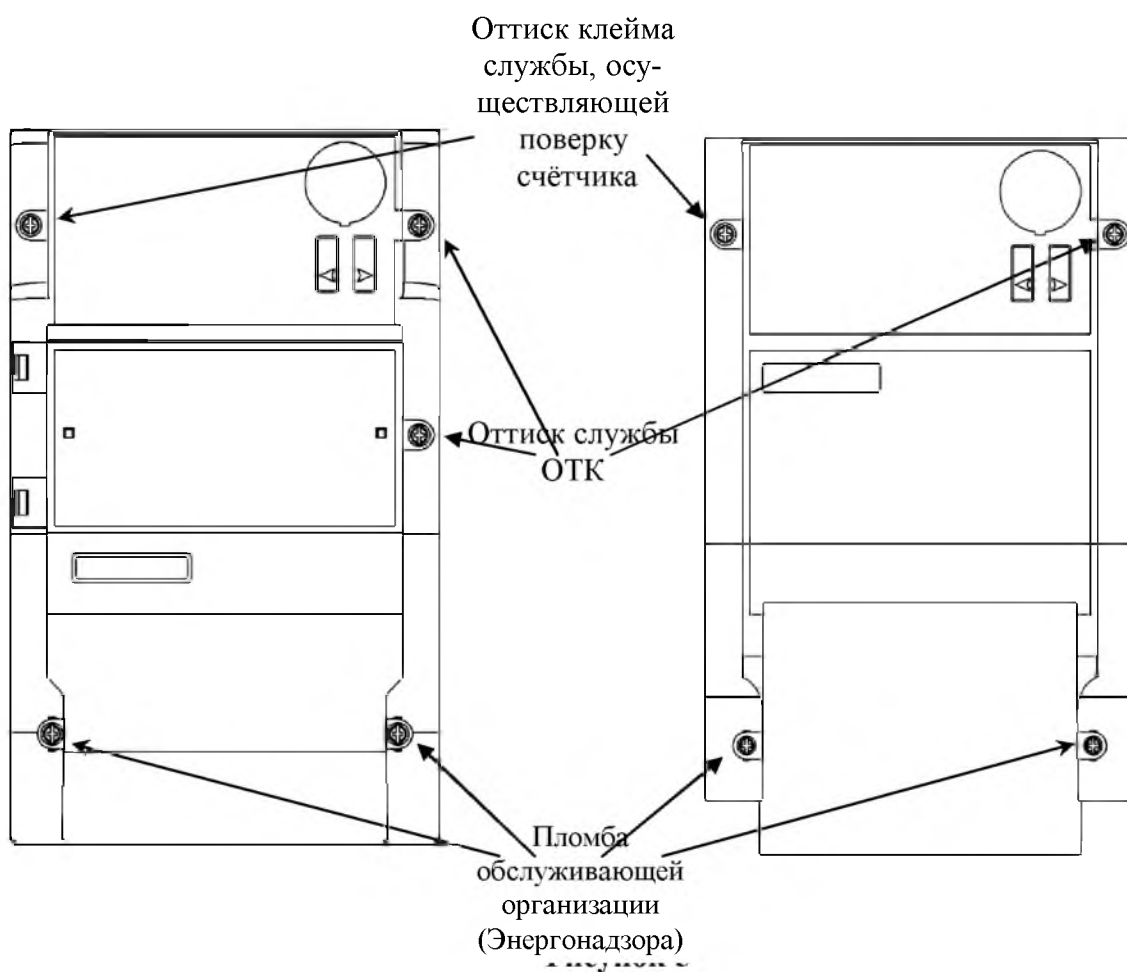 Оттиск клейма
службы, осу-
ществляющей
поверку
счётчика
Оттиск службы
ОТК
Пломба
обслуживающей
организации
(Энергонадзора)